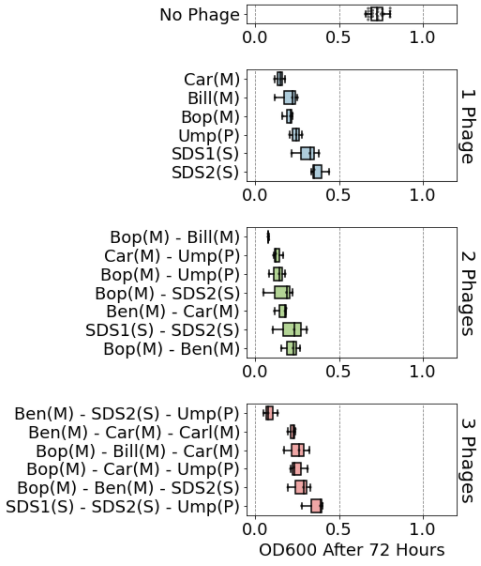 No Phage
0.0 0.5 1.0
Car(M)
Bill(M)
Bop(M)
Ump(P)
SDS1(S)
SDS2(S)
1 Phage
0.0 0.5 1.0
Bop(M) - Bill(M)
Car(M) - Ump(P)
Bop(M) - Ump(P)
Bop(M) - SDS2(S)
Ben(M) - Car(M)
SDS1(S) - SDS2(S)
Bop(M) - Ben(M)
2 Phages
0.0 0.5 1.0
Ben(M) - SDS2(S) - Ump(P)
Ben(M) - Car(M) - Carl(M)
Bop(M) - Bill(M) - Car(M)
Bop(M) - Car(M) - Ump(P)
Bop(M) - Ben(M) - SDS2(S)
SDS1(S) - SDS2(S) - Ump(P)
3 Phages
0.0 0.5 1.0
OD600 After 72 Hours